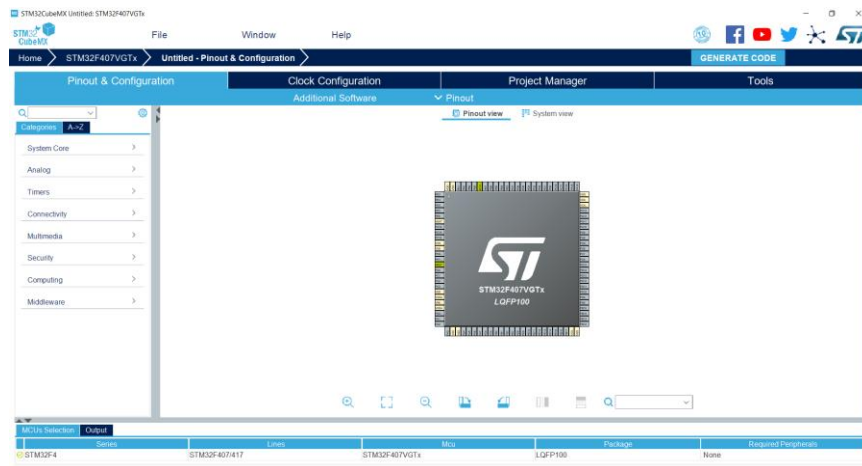 STM32CubeMX Untitled: STM32F407VGTx
STM32 CubeMX
File Window Help
Home STM32F407VGTx Untitled - Pinout & Configuration GENERATE CODE
Pinout & Configuration Clock Configuration Project Manager Tools
Additional Software Pinout
Categories A->Z
Pinout view System view
System Core
Analog
Timers
Connectivity
Multimedia
Security
Computing
Middleware
STM32F407VGTx
LQFP100
MCUs Selection Output
Series Lines Mcu Package Required Peripherals
STM32F4 STM32F407/417 STM32F407VGTx LQFP100 None